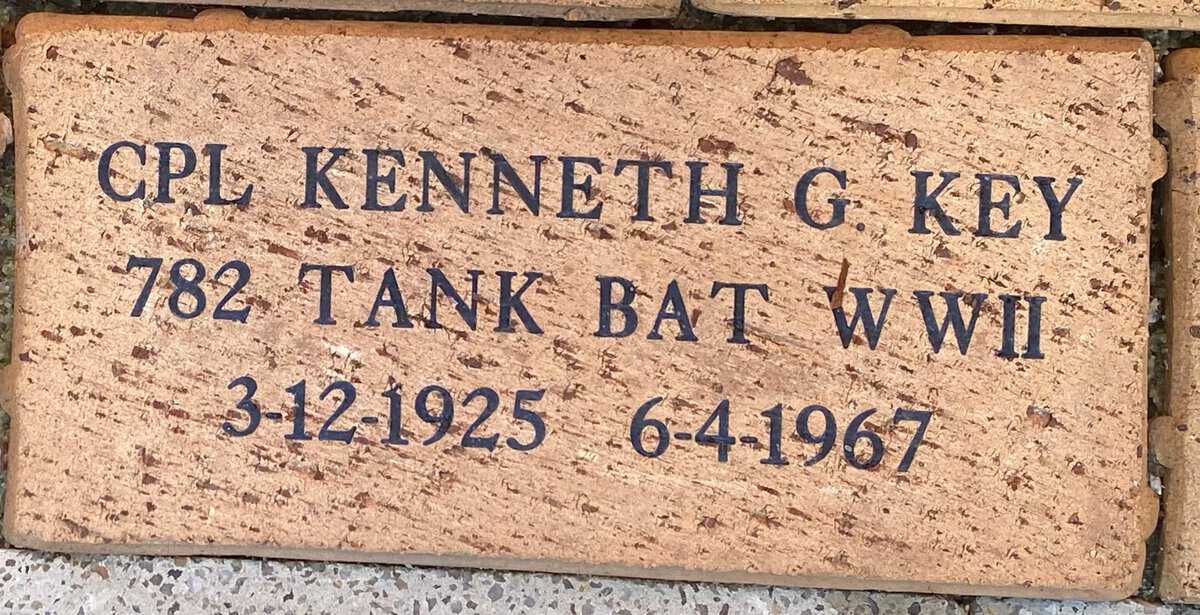 CPL KENNETH G. KEY
782 TANK BAT WWII
3-12-1925 6-4-1967